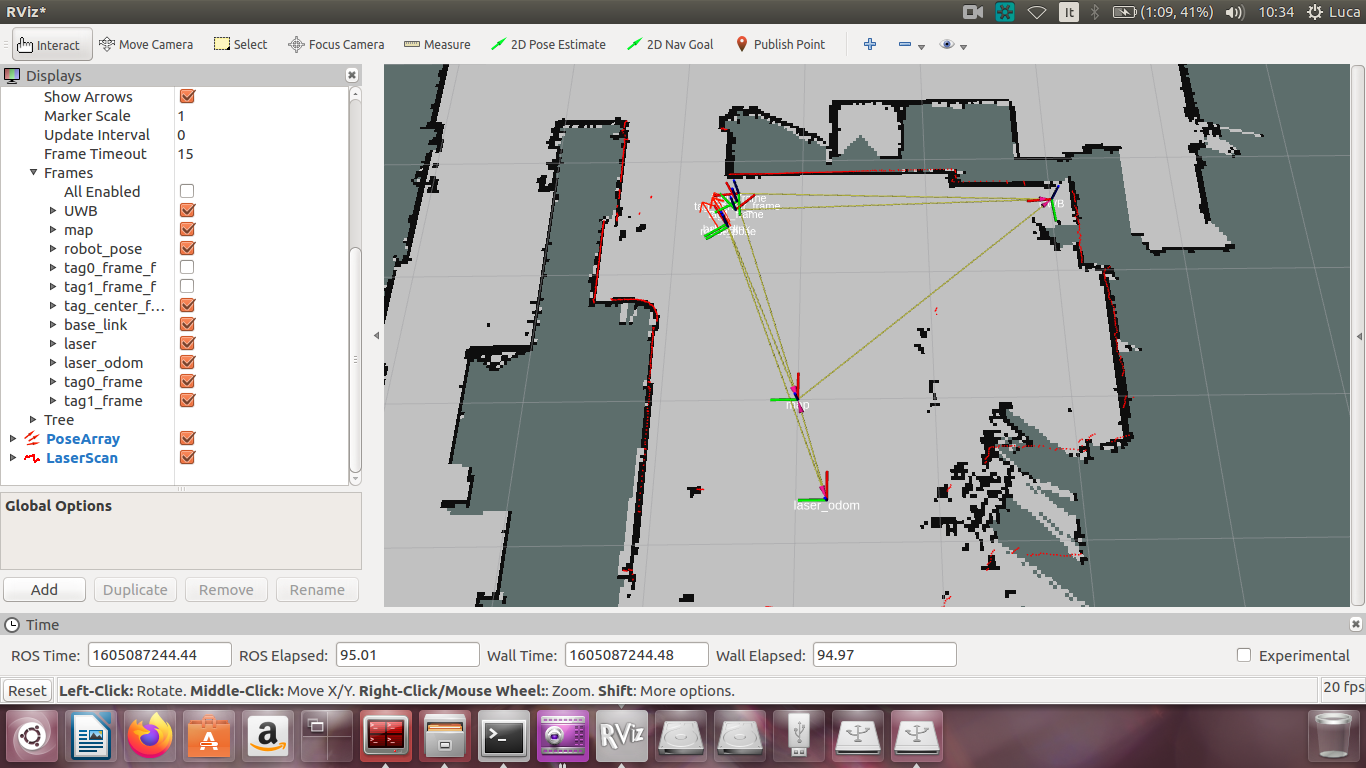 RViz*
It
(1:09, 41%)
10:34
Luca
Interact
Move Camera
Select
Focus Camera
Measure
2D Pose Estimate
2D Nav Goal
Publish Point
Displays
Show Arrows
Marker Scale 1
Update Interval 0
Frame Timeout 15
Frames
All Enabled
UWB
map
robot_pose
tag0_frame_f
tag1_frame_f
tag_center_f...
base_link
laser
laser_odom
tag0_frame
tag1_frame
Tree
PoseArray
LaserScan
Global Options
Add
Duplicate
Remove
Rename
frame
map
laser_odom
Time
ROS Time: 1605087244.44
ROS Elapsed: 95.01
Wall Time: 1605087244.48
Wall Elapsed: 94.97
Experimental
Reset
Left-Click: Rotate. Middle-Click: Move X/Y. Right-Click/Mouse Wheel:: Zoom. Shift: More options.
20 fps
RViz